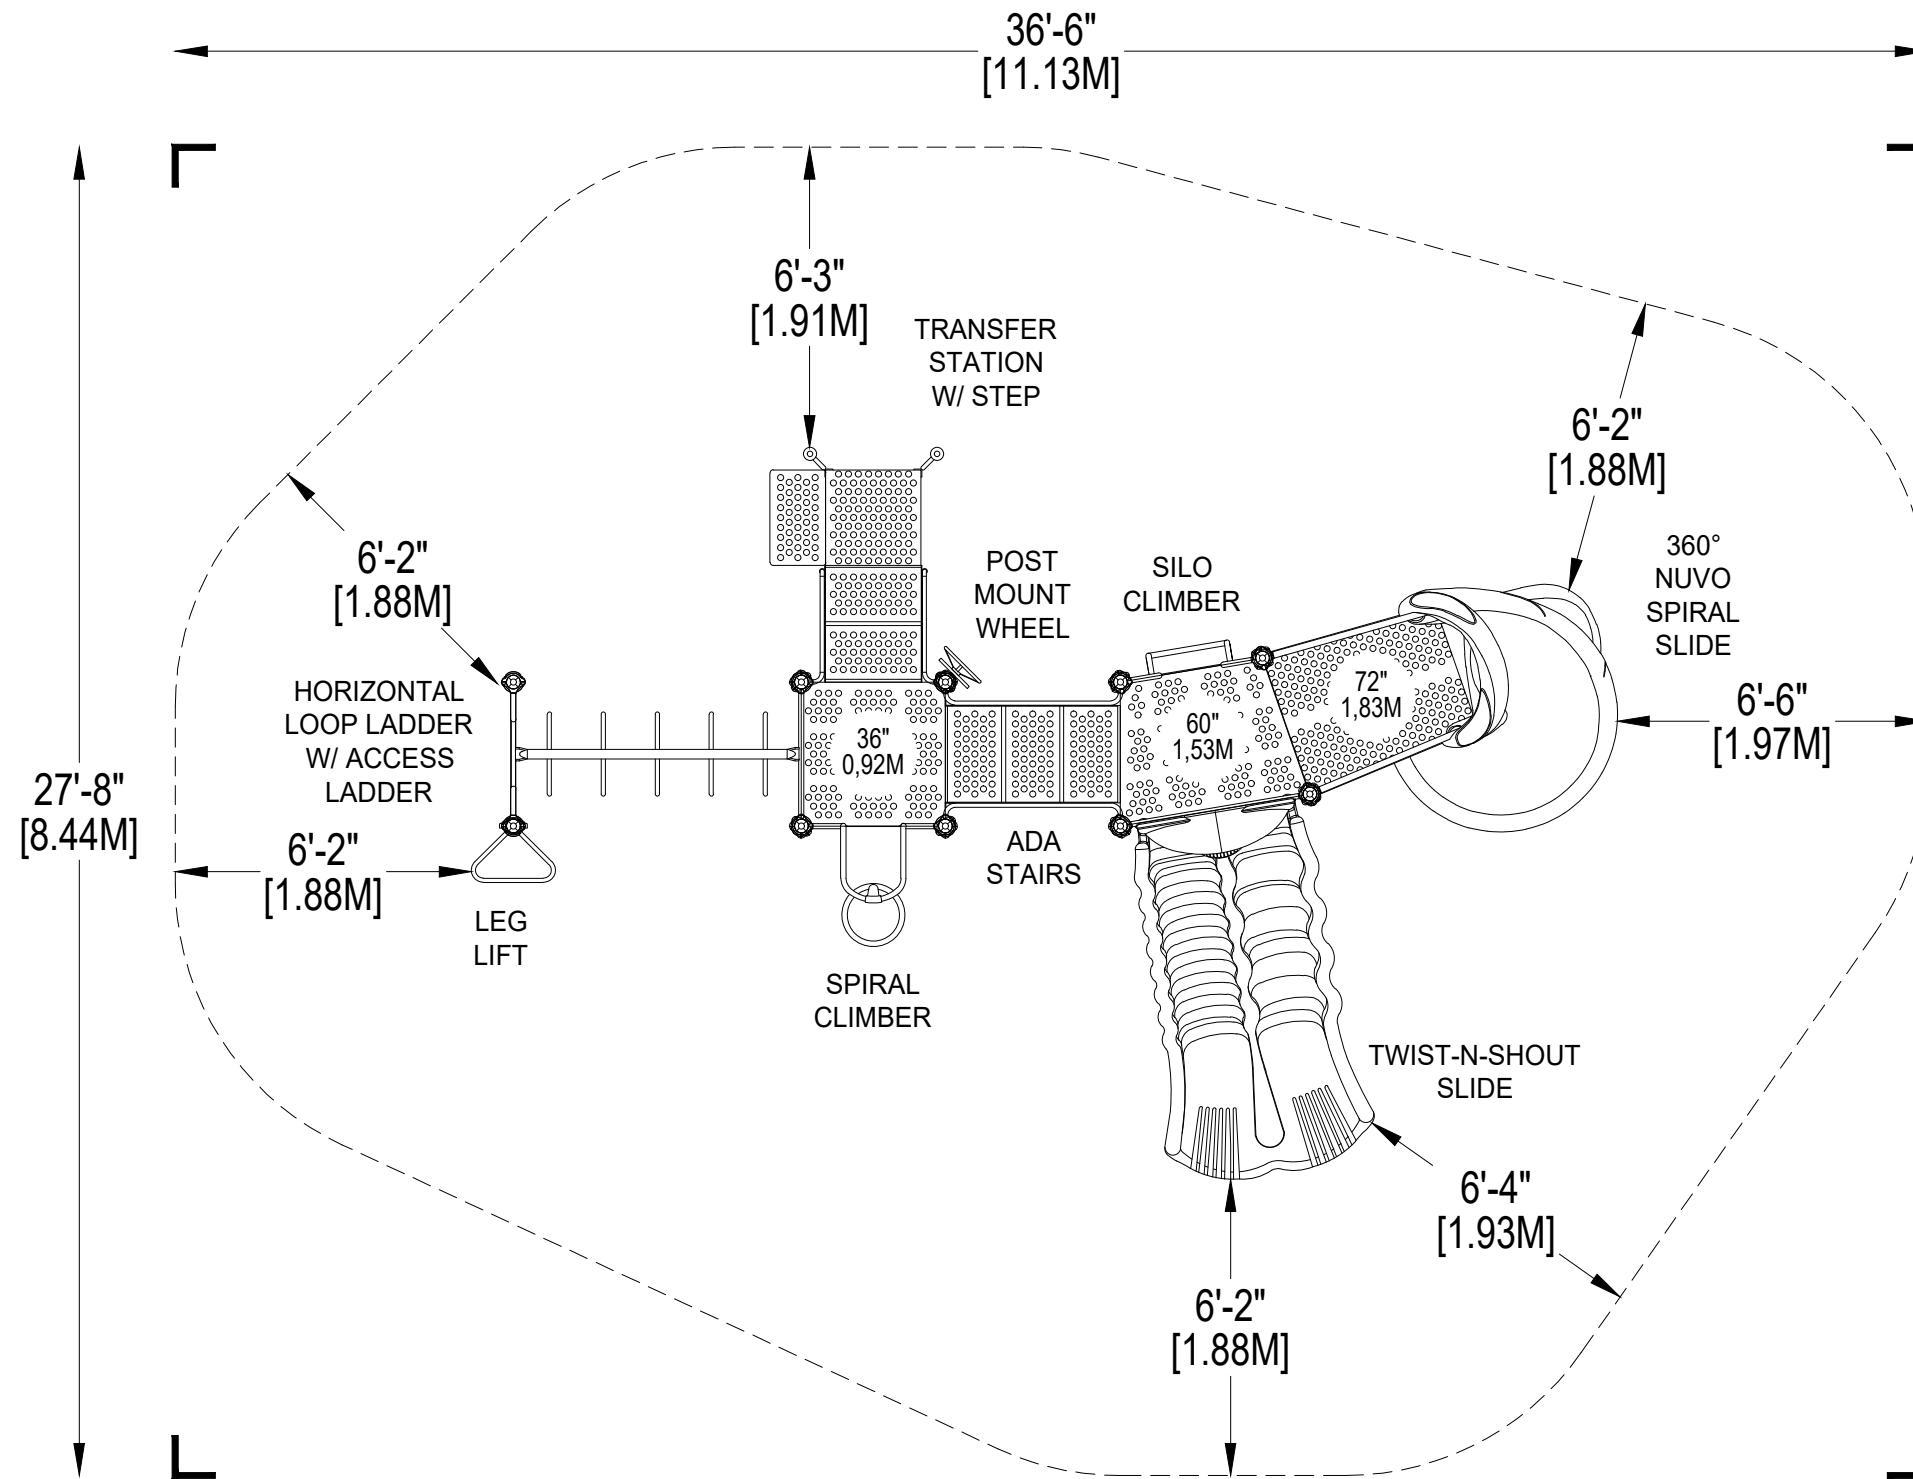 36'-6"
[11.13M]
6'-3"
[1.91M]
TRANSFER
STATION
W/ STEP
6'-2"
[1.88M]
6'-2"
[1.88M]
POST
MOUNT
WHEEL
SILO
CLIMBER
360°
NUVO
SPIRAL
SLIDE
HORIZONTAL
LOOP LADDER
W/ ACCESS
LADDER
36"
0,92M
60"
1,53M
72"
1,83M
6'-6"
[1.97M]
27'-8"
[8.44M]
6'-2"
[1.88M]
ADA
STAIRS
LEG
LIFT
SPIRAL
CLIMBER
TWIST-N-SHOUT
SLIDE
6'-4"
[1.93M]
6'-2"
[1.88M]